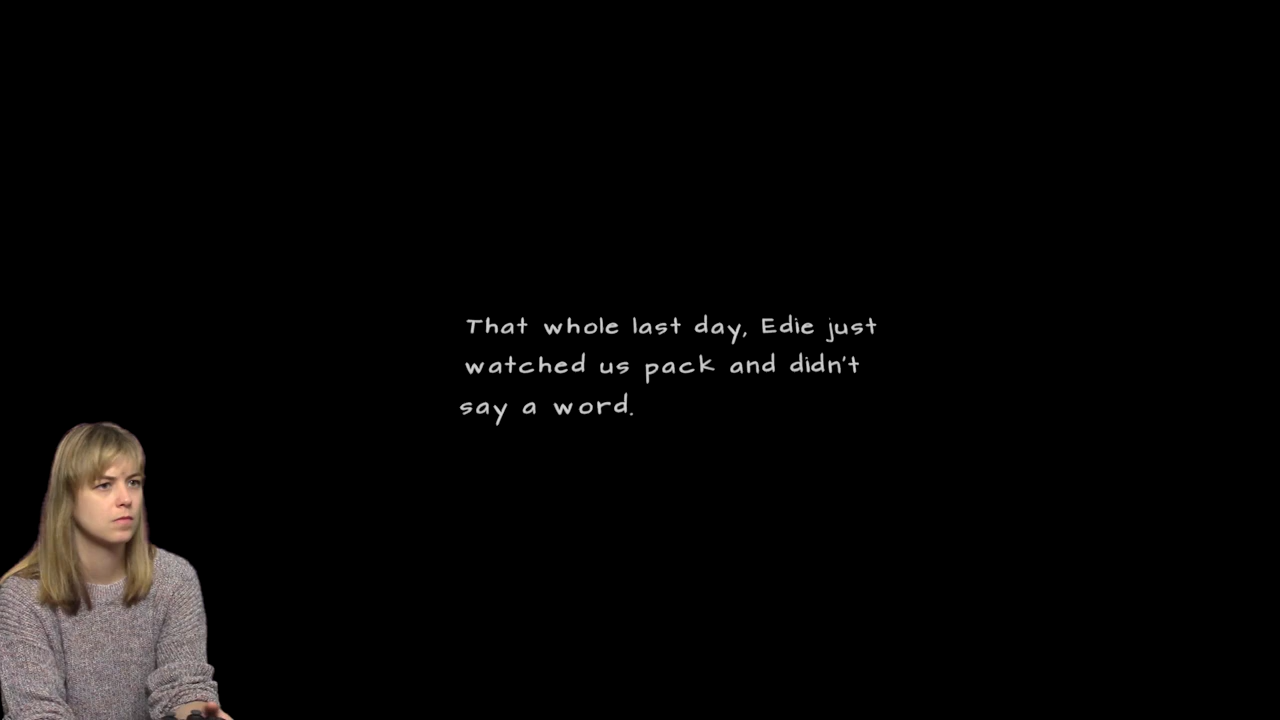 That whole last day, Edie just
watched us pack and didn't
say a word.